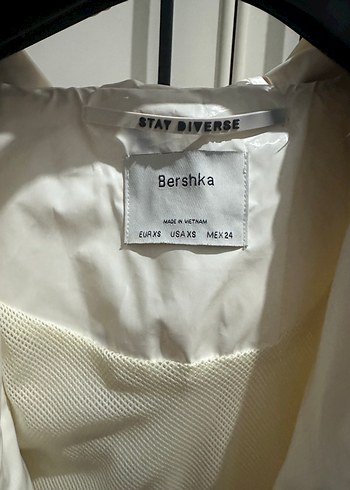 STAY DIVERSE
Bershka
MADE IN VIETNAM
EUR XS USA XS MEX 24